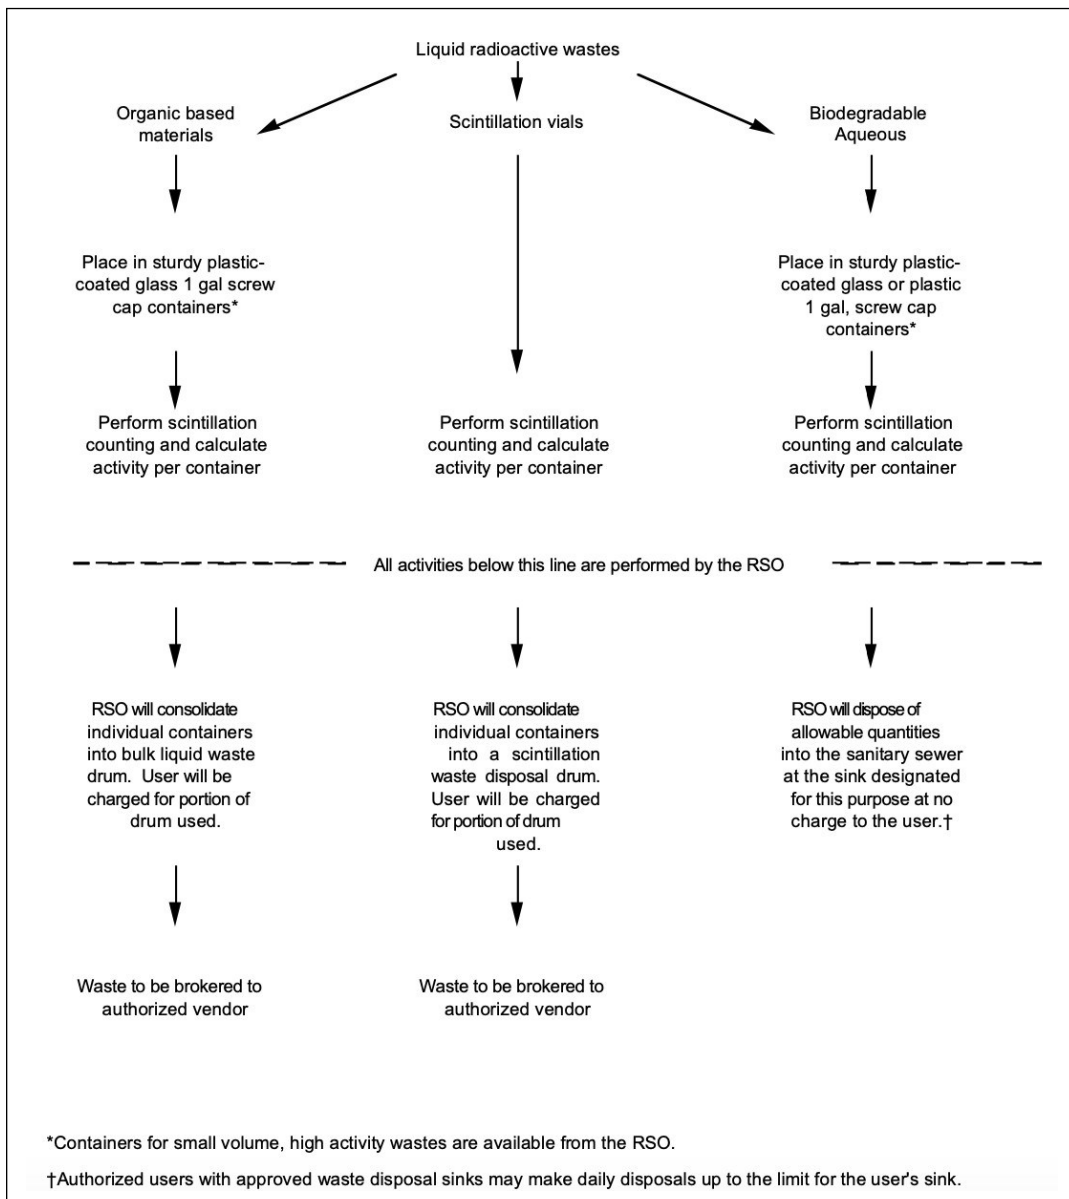 Liquid radioactive wastes
Organic based
materials
Scintillation vials
Biodegradable
Aqueous
Place in sturdy plastic-
coated glass 1 gal screw
cap containers*
Place in sturdy plastic-
coated glass or plastic
1 gal, screw cap
containers*
Perform scintillation
counting and calculate
activity per container
Perform scintillation
counting and calculate
activity per container
Perform scintillation
counting and calculate
activity per container
All activities below this line are performed by the RSO
RSO will consolidate
individual containers
into bulk liquid waste
drum. User will be
charged for portion of
drum used.
RSO will consolidate
individual containers
into a scintillation
waste disposal drum.
User will be charged
for portion of drum
used.
RSO will dispose of
allowable quantities
into the sanitary sewer
at the sink designated
for this purpose at no
charge to the user.†
Waste to be brokered to
authorized vendor
Waste to be brokered to
authorized vendor
*Containers for small volume, high activity wastes are available from the RSO.
†Authorized users with approved waste disposal sinks may make daily disposals up to the limit for the user's sink.